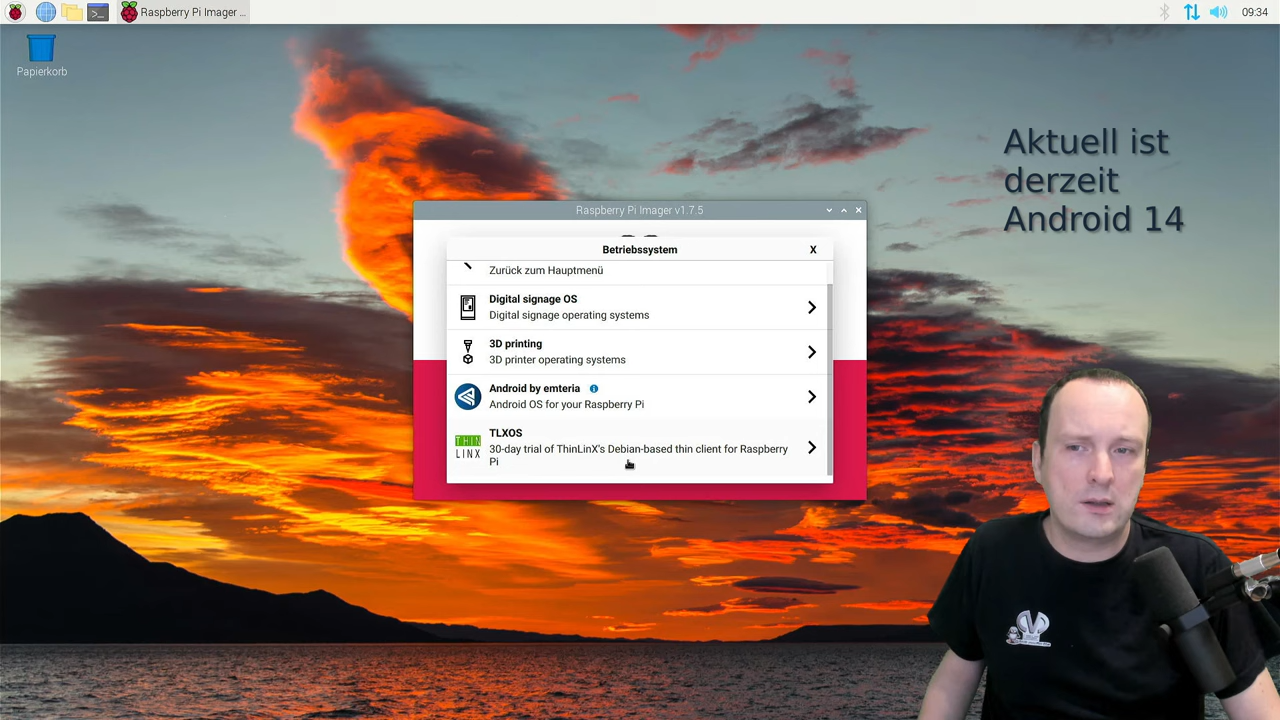 Raspberry Pi Imager ...
09:34
Papierkorb
Aktuell ist
derzeit
Android 14
Raspberry Pi Imager v1.7.5
Betriebssystem
X
Zurück zum Hauptmenü
Digital signage OS
Digital signage operating systems
3D printing
3D printer operating systems
Android by emteria
Android OS for your Raspberry Pi
TLXOS
THIN
LINX
30-day trial of ThinLinX's Debian-based thin client for Raspberry
Pi